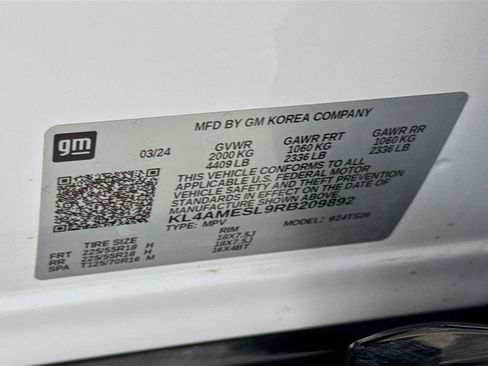 MFD BY GM KOREA COMPANY
gm
03/24
GVWR GAWR FRT GAWR RR
2000 KG 1060 KG 1060 KG
4409 LB 2336 LB 2336 LB
THIS VEHICLE CONFORMS TO ALL
APPLICABLE U.S. FEDERAL MOTOR
VEHICLE SAFETY AND THEFT
PREVENTION STANDARDS
IN EFFECT ON THE DATE OF
MANUFACTURE SHOWN ABOVE.
KL4AMESL9RB209892
TYPE: MPV MODEL: 924TS26
TIRE SIZE RIM
FRT 225/55R18 H 18X7.5J
RR 225/55R18 H 18X7.5J
SPA T125/70R16 M 16X4BT